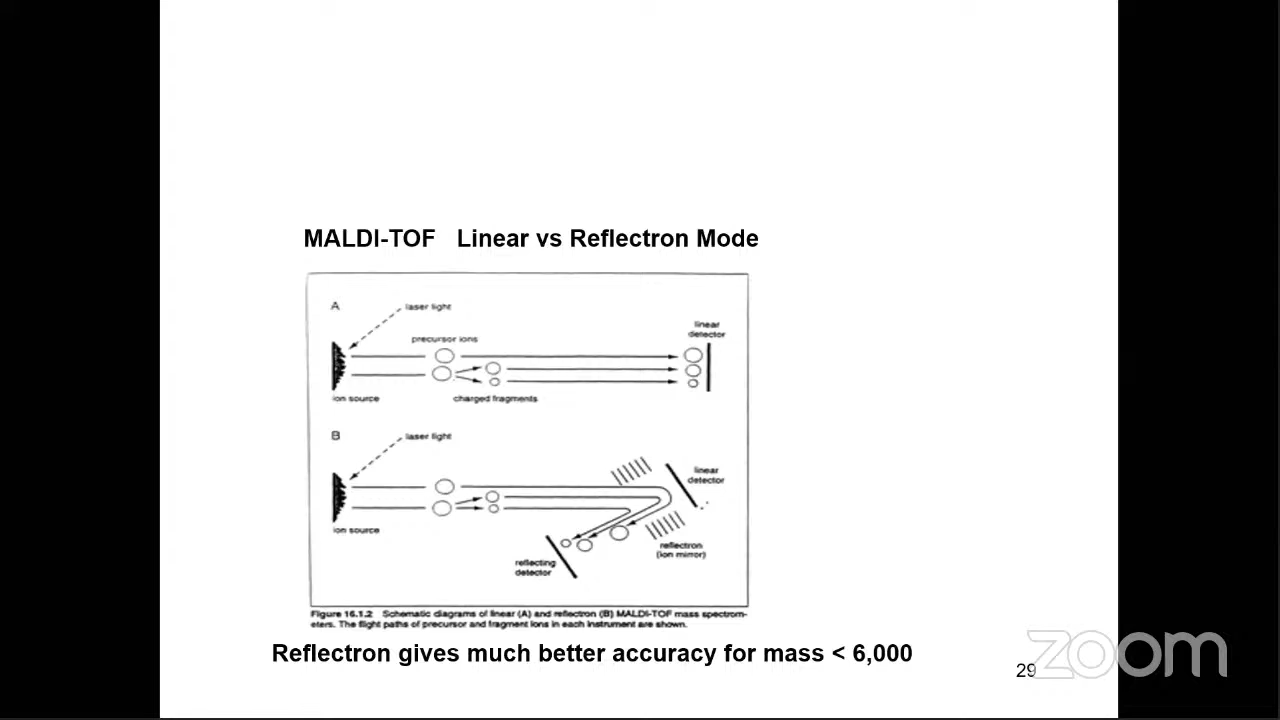 MALDI-TOF Linear vs Reflectron Mode
A
laser light
precursor ions
linear
detector
ion source
charged fragments
B
laser light
linear
detector
ion source
reflectron
(ion mirror)
reflecting
detector
Figure 16.1.2 Schematic diagrams of linear (A) and reflectron (B) MALDI-TOF mass spectrom-
eters. The flight paths of precursor and fragment ions in each instrument are shown.
Reflectron gives much better accuracy for mass < 6,000
29
zoom